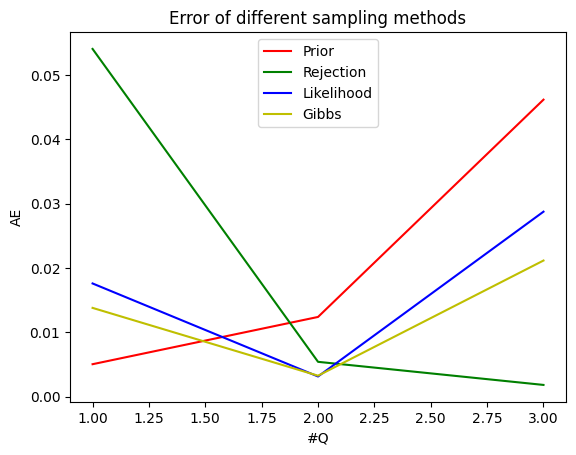 Error of different sampling methods
Prior
Rejection
Likelihood
Gibbs
AE
0.05
0.04
0.03
0.02
0.01
0.00
1.00 1.25 1.50 1.75 2.00 2.25 2.50 2.75 3.00
#Q